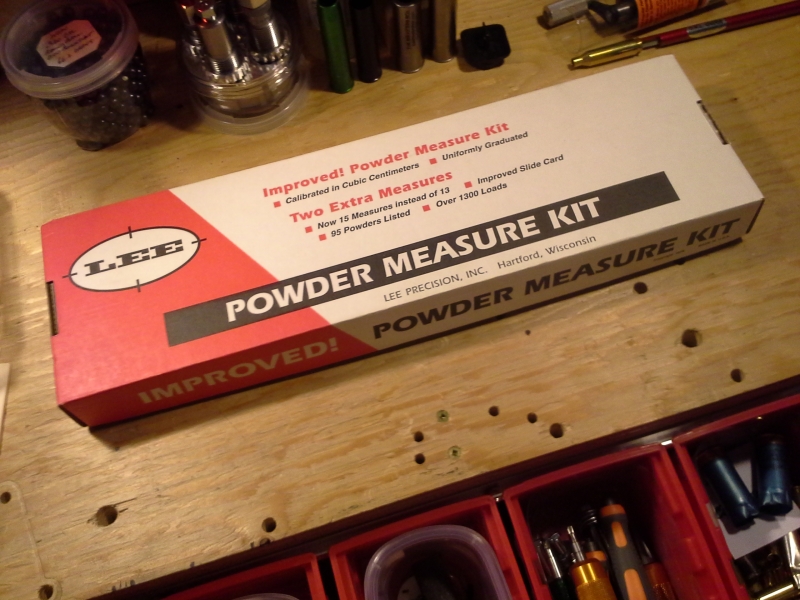 Improved! Powder Measure Kit
■ Calibrated in Cubic Centimeters ■ Uniformly Graduated
Two Extra Measures
■ Now 15 Measures instead of 13 ■ Improved Slide Card
■ 95 Powders Listed ■ Over 1300 Loads
LEE
POWDER MEASURE KIT
LEE PRECISION, INC. Hartford, Wisconsin
IMPROVED! POWDER MEASURE KIT